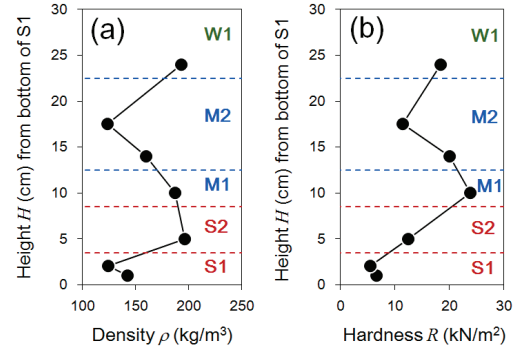 (a)
Height H (cm) from bottom of S1
30
25
20
15
10
5
0
W1
M2
M1
S2
S1
100 150 200 250
Density ρ (kg/m³)
(b)
Height H (cm) from bottom of S1
30
25
20
15
10
5
0
W1
M2
M1
S2
S1
0 10 20 30
Hardness R (kN/m²)